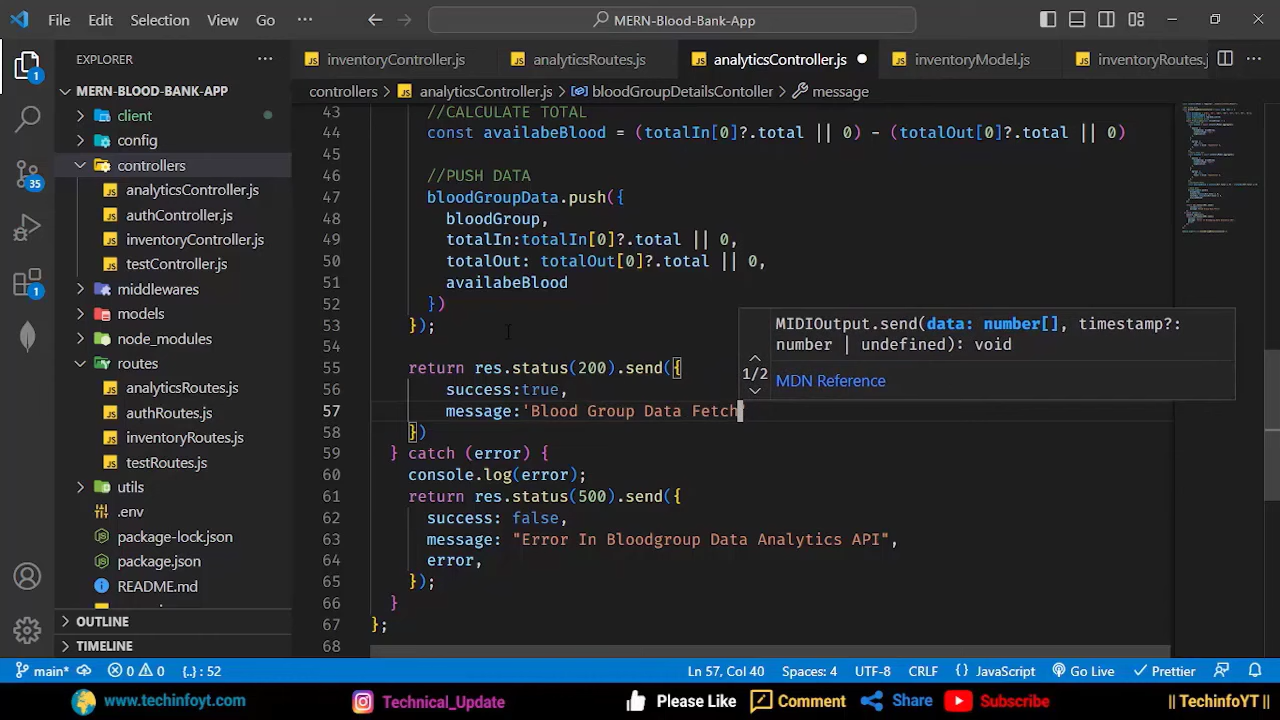 File Edit Selection View Go ··· MERN-Blood-Bank-App
EXPLORER
inventoryController.js analyticsRoutes.js analyticsController.js inventoryModel.js inventoryRoutes.j
controllers > analyticsController.js > bloodGroupDetailsContoller > message
MERN-BLOOD-BANK-APP
client
config
controllers
analyticsController.js
authController.js
inventoryController.js
testController.js
middlewares
models
node_modules
routes
analyticsRoutes.js
authRoutes.js
inventoryRoutes.js
testRoutes.js
utils
.env
package-lock.json
package.json
README.md
OUTLINE
TIMELINE
1
35
1
43 //CALCULATE TOTAL
44 const availabeBlood = (totalIn[0]?.total || 0) - (totalOut[0]?.total || 0)
45
46 //PUSH DATA
47 bloodGroupData.push({
48 bloodGroup,
49 totalIn:totalIn[0]?.total || 0,
50 totalOut: totalOut[0]?.total || 0,
51 availabeBlood
52 })
53 });
54
55 return res.status(200).send({
56 success:true,
57 message:'Blood Group Data Fetch'
58 })
59 } catch (error) {
60 console.log(error);
61 return res.status(500).send({
62 success: false,
63 message: "Error In Bloodgroup Data Analytics API",
64 error,
65 });
66 }
67 };
68
MIDIOutput.send(data: number[], timestamp?:
number | undefined): void
1/2
MDN Reference
main* 0 0 {..} : 52 Ln 57, Col 40 Spaces: 4 UTF-8 CRLF {} JavaScript Go Live Prettier
www.techinfoyt.com Technical_Update Please Like Comment Share Subscribe || TechinfoYT ||